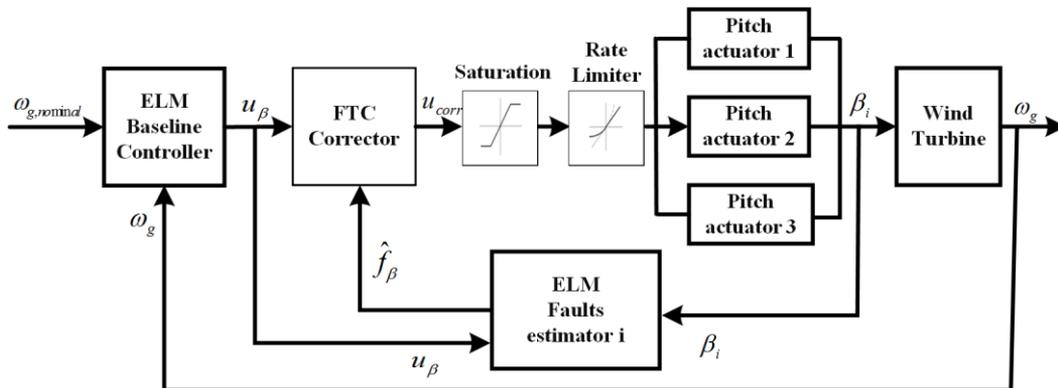 ω_g,nominal
ELM
Baseline
Controller
u_β
FTC
Corrector
u_corr
Saturation
Rate
Limiter
Pitch
actuator 1
Pitch
actuator 2
Pitch
actuator 3
β_i
Wind
Turbine
ω_g
ω_g
f̂_β
ELM
Faults
estimator i
u_β
β_i